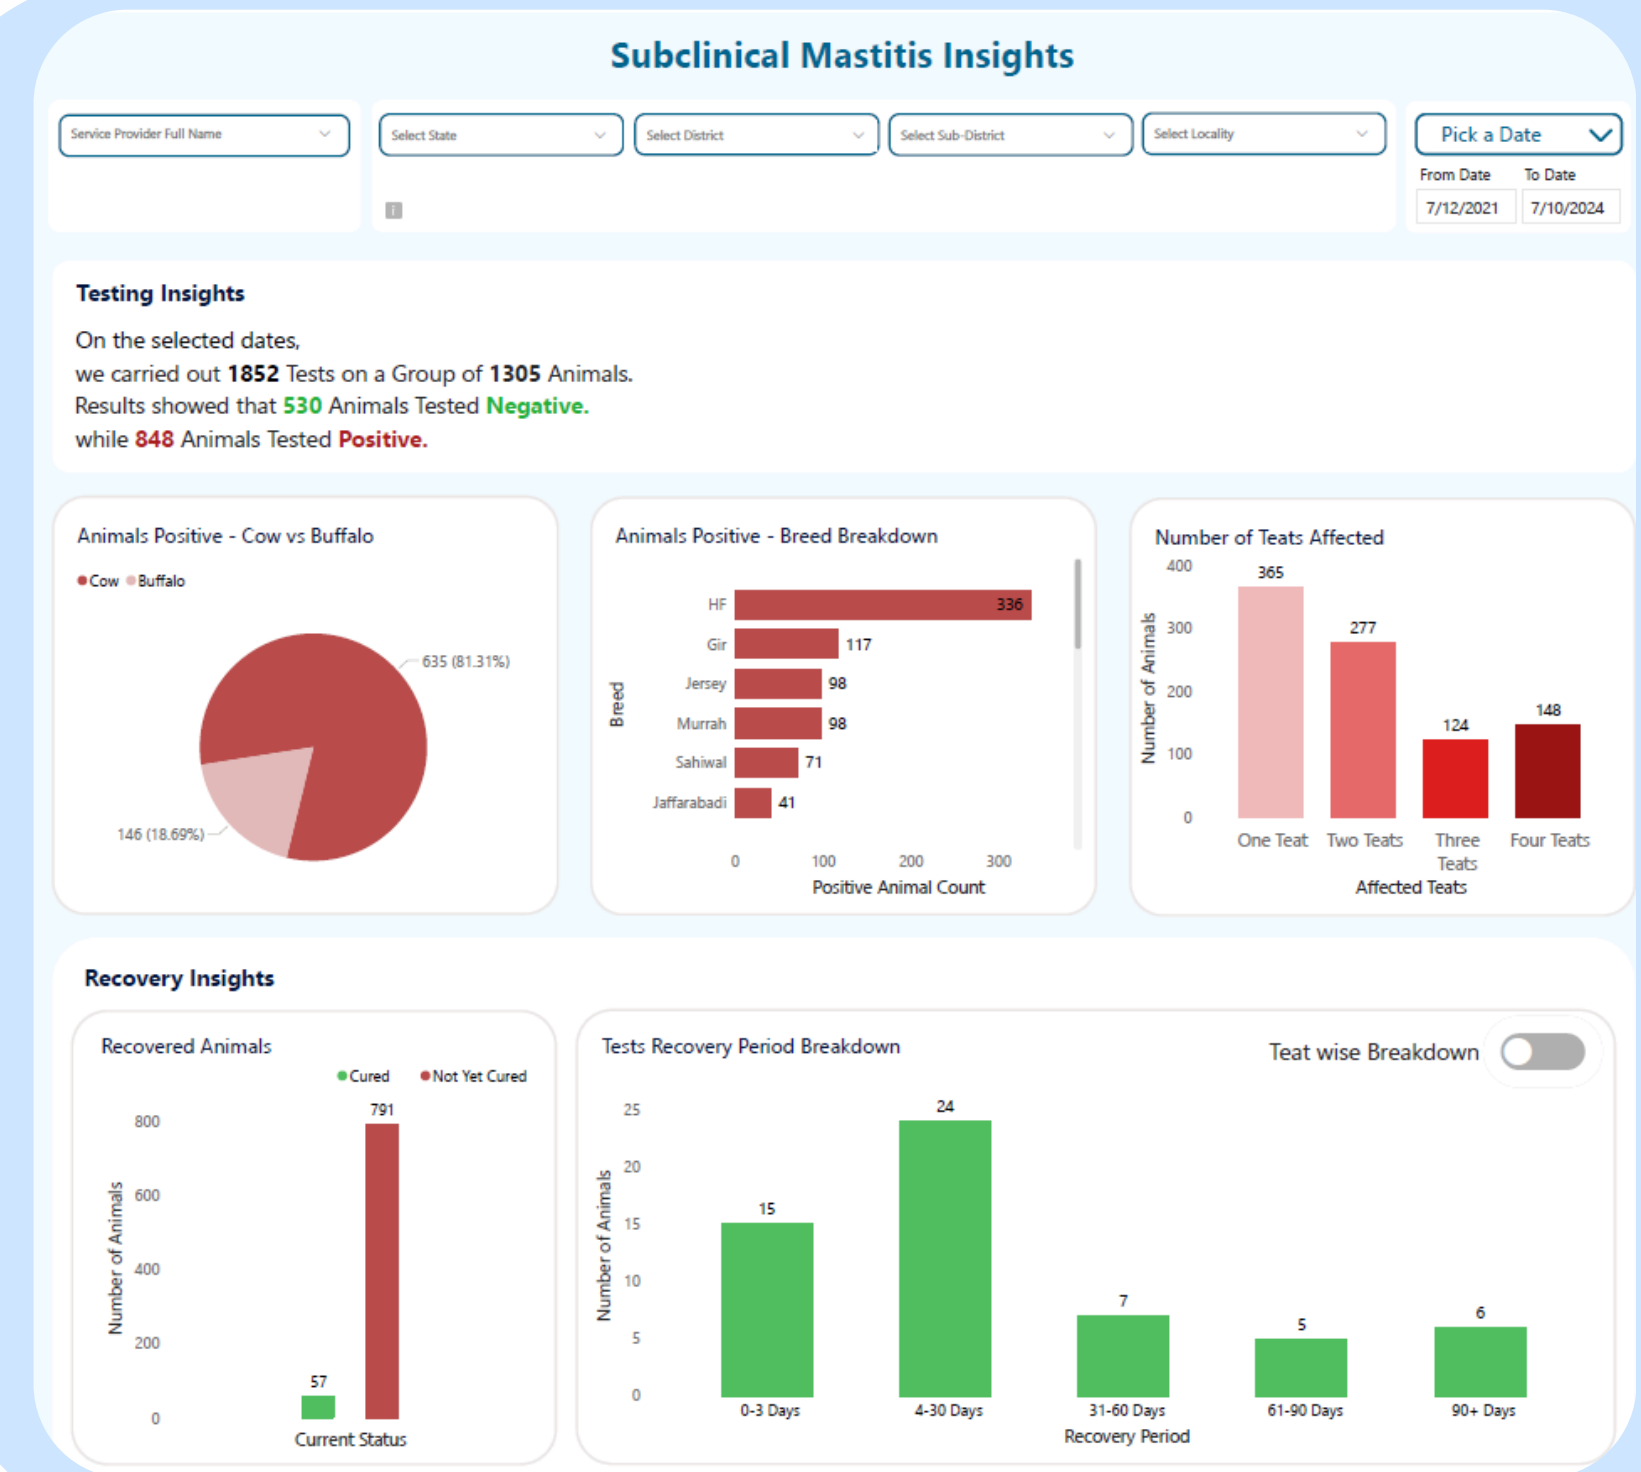 Subclinical Mastitis Insights
Service Provider Full Name
Select State
Select District
Select Sub-District
Select Locality
Pick a Date
From Date To Date
7/12/2021 7/10/2024
i
Testing Insights
On the selected dates,
we carried out 1852 Tests on a Group of 1305 Animals.
Results showed that 530 Animals Tested Negative.
while 848 Animals Tested Positive.
Animals Positive - Cow vs Buffalo
Cow Buffalo
635 (81.31%)
146 (18.69%)
Animals Positive - Breed Breakdown
Breed
HF 336
Gir 117
Jersey 98
Murrah 98
Sahiwal 71
Jaffarabadi 41
0 100 200 300
Positive Animal Count
Number of Teats Affected
Number of Animals
400
300
200
100
0
365
277
124
148
One Teat Two Teats Three Teats Four Teats
Affected Teats
Recovery Insights
Recovered Animals
Cured Not Yet Cured
Number of Animals
800
600
400
200
0
57
791
Current Status
Tests Recovery Period Breakdown
Teat wise Breakdown
Number of Animals
25
20
15
10
5
0
15
24
7
5
6
0-3 Days 4-30 Days 31-60 Days 61-90 Days 90+ Days
Recovery Period